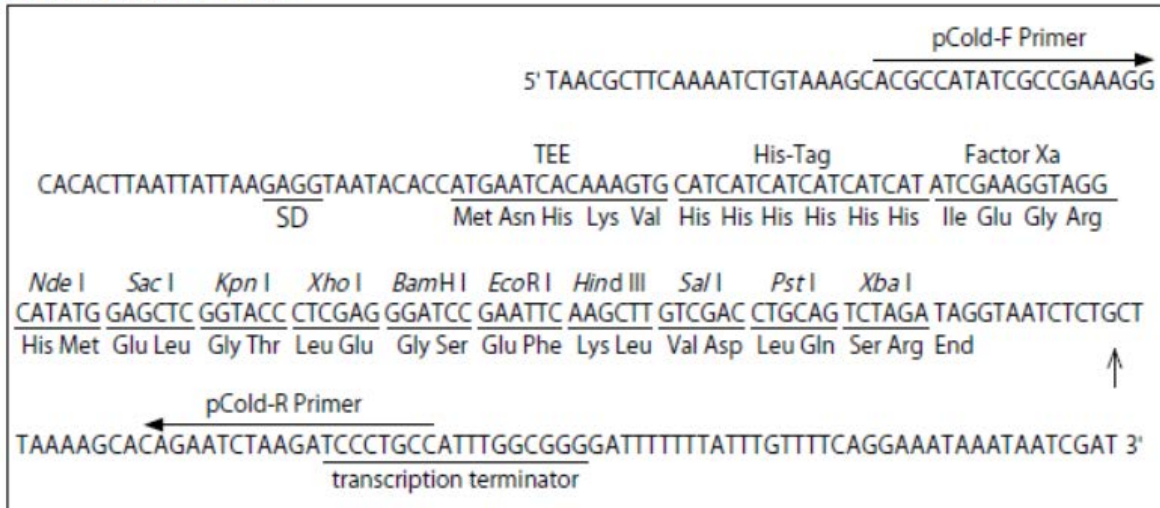 pCold-F Primer
5' TAACGCTTCAAAATCTGTAAAGCACGCCATATCGCCGAAAGG
TEE His-Tag Factor Xa
CACACTTAATTATTAAGAGGTAATACACCATGAATCACAAAGTG CATCATCATCATCATCAT ATCGAAGGTAGG
SD Met Asn His Lys Val His His His His His His Ile Glu Gly Arg
Nde I Sac I Kpn I Xho I BamH I EcoR I Hind III Sal I Pst I Xba I
CATATG GAGCTC GGTACC CTCGAG GGATCC GAATTC AAGCTT GTCGAC CTGCAG TCTAGA TAGGTAATCTCTGCT
His Met Glu Leu Gly Thr Leu Glu Gly Ser Glu Phe Lys Leu Val Asp Leu Gln Ser Arg End
pCold-R Primer
TAAAAGCACAGAATCTAAGATCCCTGCCATTTGGCGGGGATTTTTTTATTTGTTTTCAGGAAATAAATAATCGAT 3'
transcription terminator